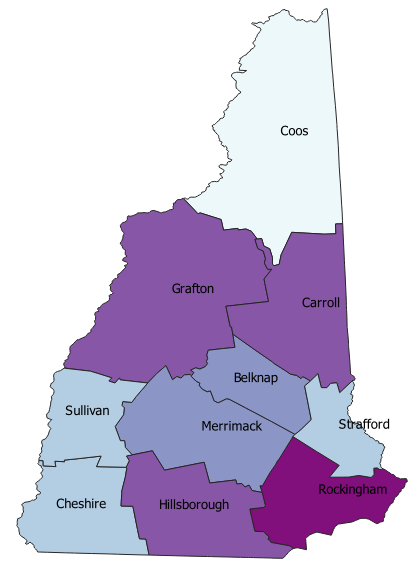 Coos
Grafton
Carroll
Belknap
Sullivan
Merrimack
Strafford
Cheshire
Hillsborough
Rockingham